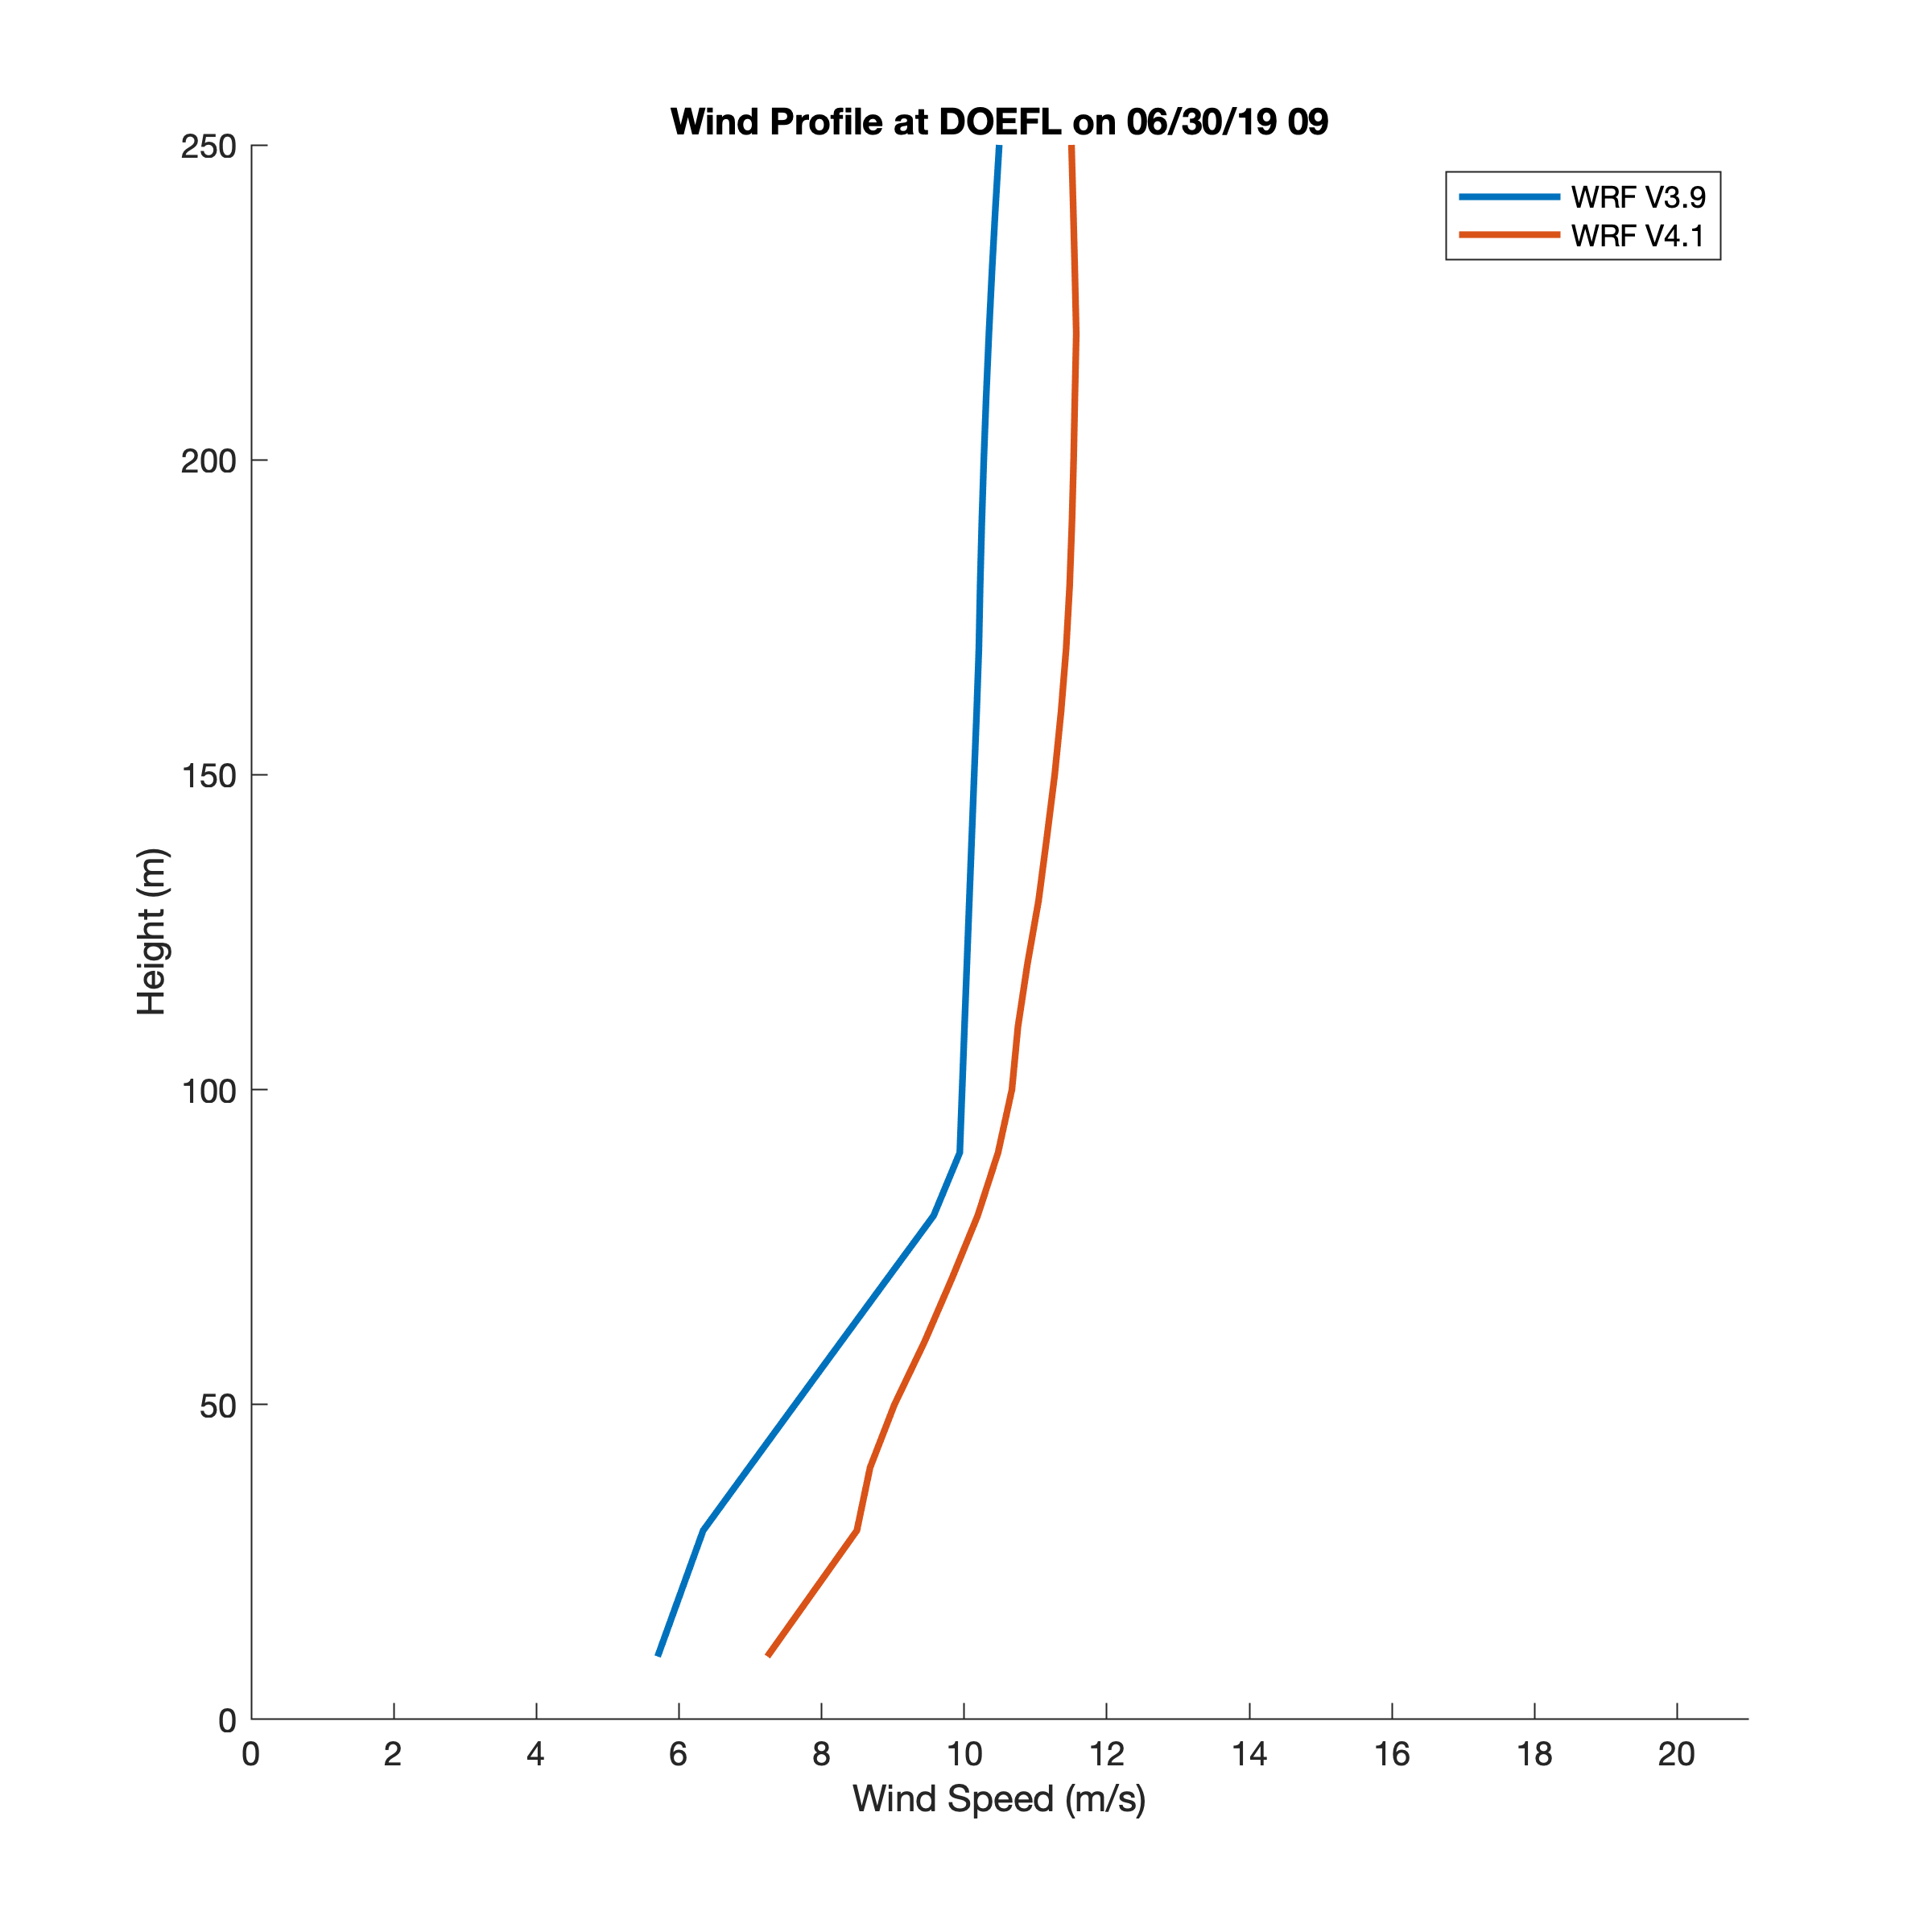 Wind Profile at DOEFL on 06/30/19 09
WRF V3.9
WRF V4.1
250
200
150
100
50
0
Height (m)
0 2 4 6 8 10 12 14 16 18 20
Wind Speed (m/s)